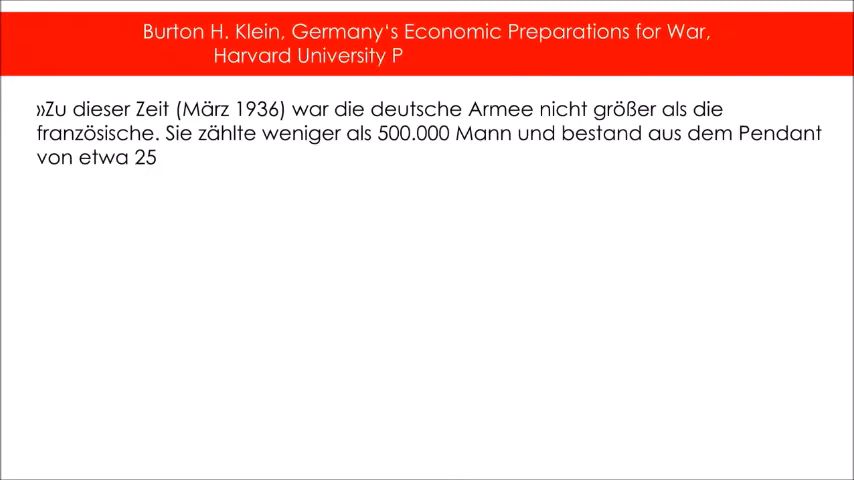 Burton H. Klein, Germany‘s Economic Preparations for War,
Harvard University P
»Zu dieser Zeit (März 1936) war die deutsche Armee nicht größer als die
französische. Sie zählte weniger als 500.000 Mann und bestand aus dem Pendant
von etwa 25